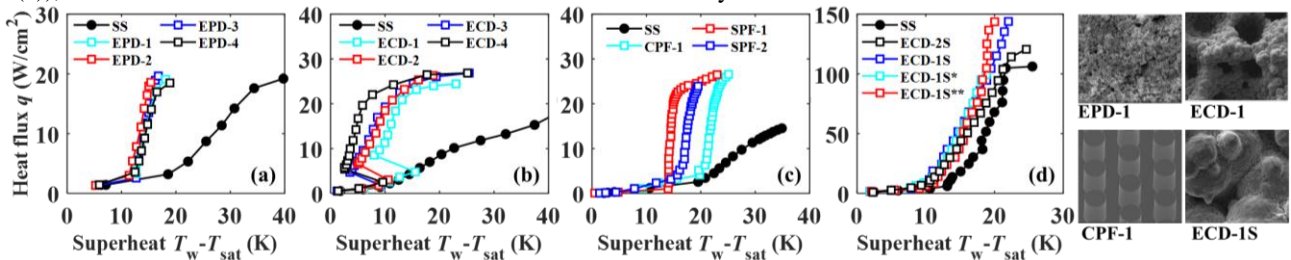 Heat flux q (W/cm²)
30
20
10
0
SS
EPD-1
EPD-2
EPD-3
EPD-4
(a)
0 10 20 30 40
Superheat Tw-Tsat (K)
40
30
20
10
0
SS
ECD-1
ECD-2
ECD-3
ECD-4
(b)
0 10 20 30 40
Superheat Tw-Tsat (K)
40
30
20
10
0
SS
CPF-1
SPF-1
SPF-2
(c)
0 10 20 30 40
Superheat Tw-Tsat (K)
150
100
50
0
SS
ECD-2S
ECD-1S
ECD-1S*
ECD-1S**
(d)
0 10 20 30
Superheat Tw-Tsat (K)
EPD-1
ECD-1
CPF-1
ECD-1S